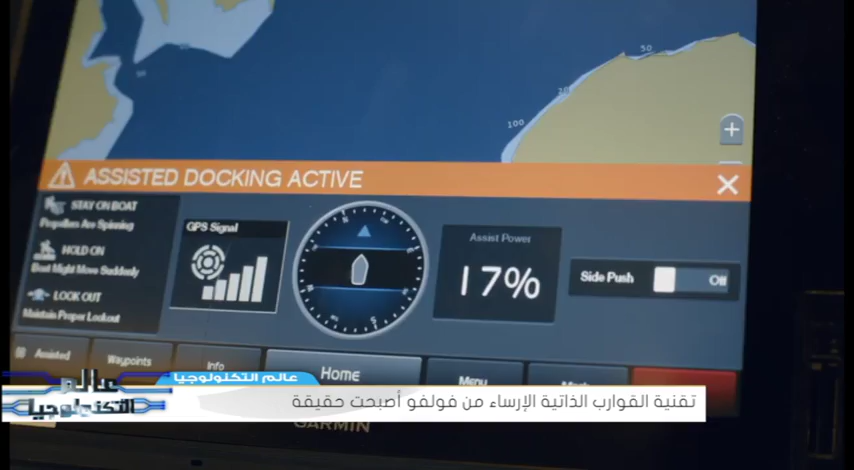 50
20
100
+
ASSISTED DOCKING ACTIVE
STAY ON BOAT
Propellers Are Spinning
HOLD ON
Boat Might Move Suddenly
LOOK OUT
Maintain Proper Lookout
GPS Signal
Assist Power
17%
Side Push
Off
Assisted
Waypoints
Info
Home
Menu
عالم التكنولوجيا
عالم
التكنولوجيا
تقنية القوارب الذاتية الإرساء من فولفو أصبحت حقيقة
GARMIN